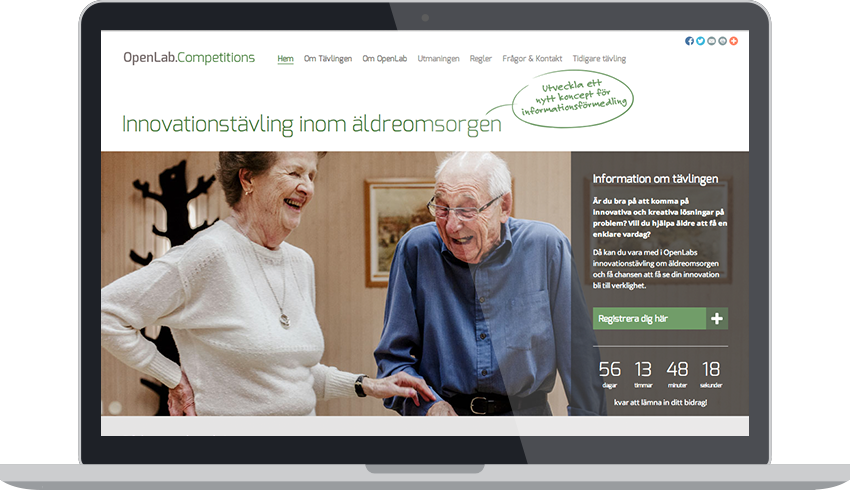 OpenLab.Competitions
Hem Om Tävlingen Om OpenLab Utmaningen Regler Frågor & Kontakt Tidigare tävling
Utveckla ett
nytt koncept för
informationsförmedling
Innovationstävling inom äldreomsorgen
Information om tävlingen
Är du bra på att komma på
innovativa och kreativa lösningar på
problem? Vill du hjälpa äldre att få en
enklare vardag?
Då kan du vara med i OpenLabs
innovationstävling om äldreomsorgen
och få chansen att få se din innovation
bli till verklighet.
Registrera dig här
56 13 48 18
dagar timmar minuter sekunder
kvar att lämna in ditt bidrag!